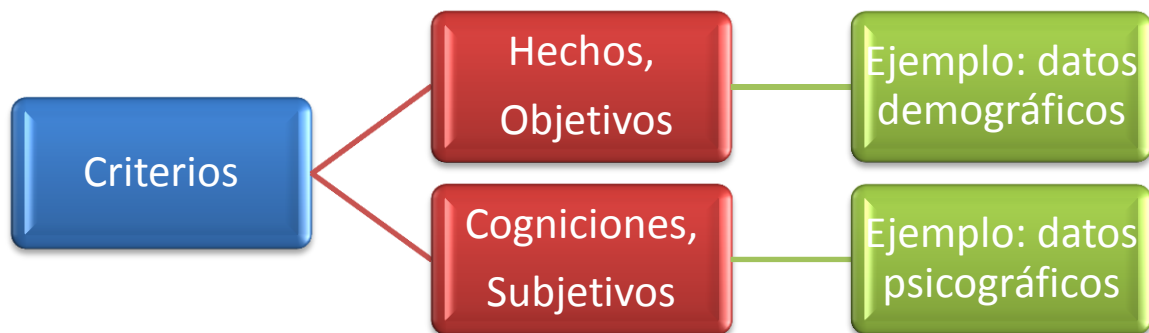 Criterios
Hechos,
Objetivos
Ejemplo: datos
demográficos
Cogniciones,
Subjetivos
Ejemplo: datos
psicográficos